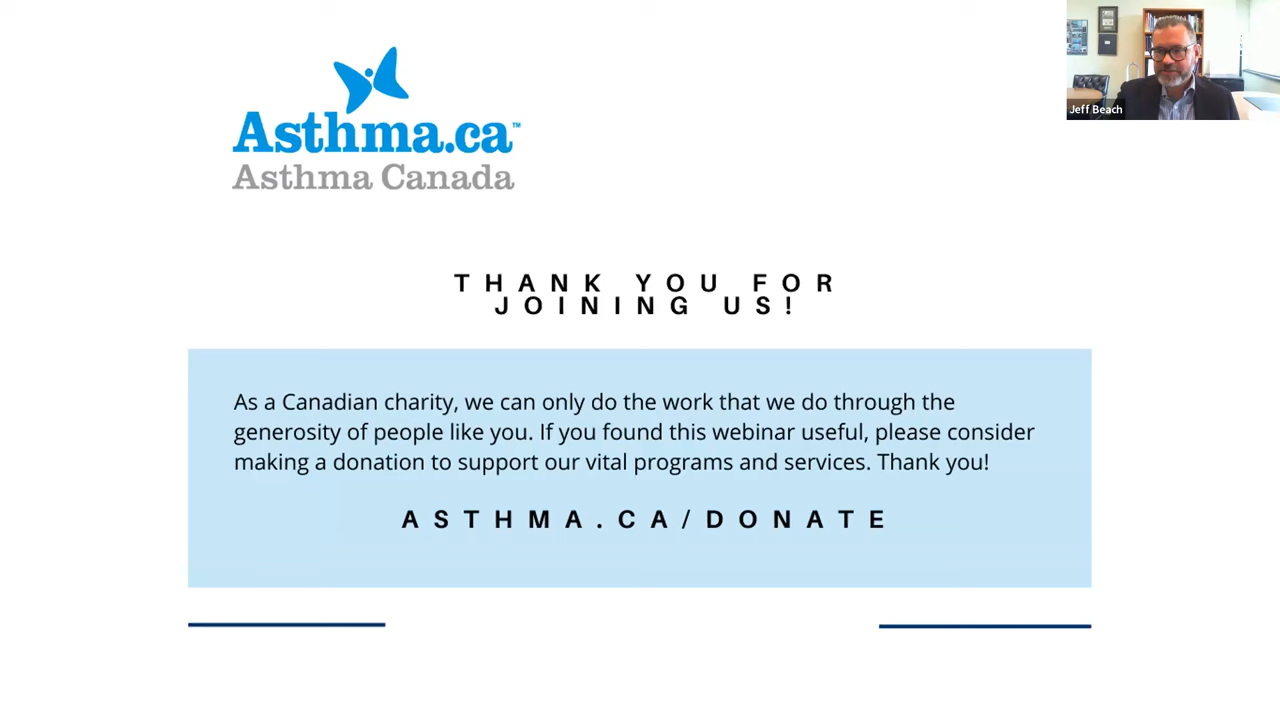 Asthma.ca™
Asthma Canada
Jeff Beach
THANK YOU FOR
JOINING US!
As a Canadian charity, we can only do the work that we do through the
generosity of people like you. If you found this webinar useful, please consider
making a donation to support our vital programs and services. Thank you!
ASTHMA.CA/DONATE